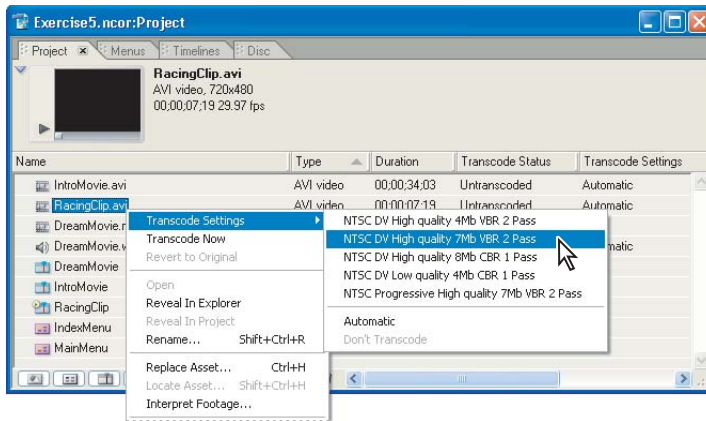 Exercise5.ncor:Project
Project Menus Timelines Disc
RacingClip.avi
AVI video, 720x480
00;00;07;19 29.97 fps
Name Type Duration Transcode Status Transcode Settings
IntroMovie.avi AVI video 00;00;34;03 Untranscoded Automatic
RacingClip.avi AVI video 00;00;07;19 Untranscoded Automatic
DreamMovie
DreamMovie
DreamMovie
IntroMovie
RacingClip
IndexMenu
MainMenu
Transcode Settings
Transcode Now
Revert to Original
Open
Reveal In Explorer
Reveal In Project
Rename... Shift+Ctrl+R
Replace Asset... Ctrl+H
Locate Asset... Shift+Ctrl+H
Interpret Footage...
NTSC DV High quality 4Mb VBR 2 Pass
NTSC DV High quality 7Mb VBR 2 Pass
NTSC DV High quality 8Mb CBR 1 Pass
NTSC DV Low quality 4Mb CBR 1 Pass
NTSC Progressive High quality 7Mb VBR 2 Pass
Automatic
Don't Transcode